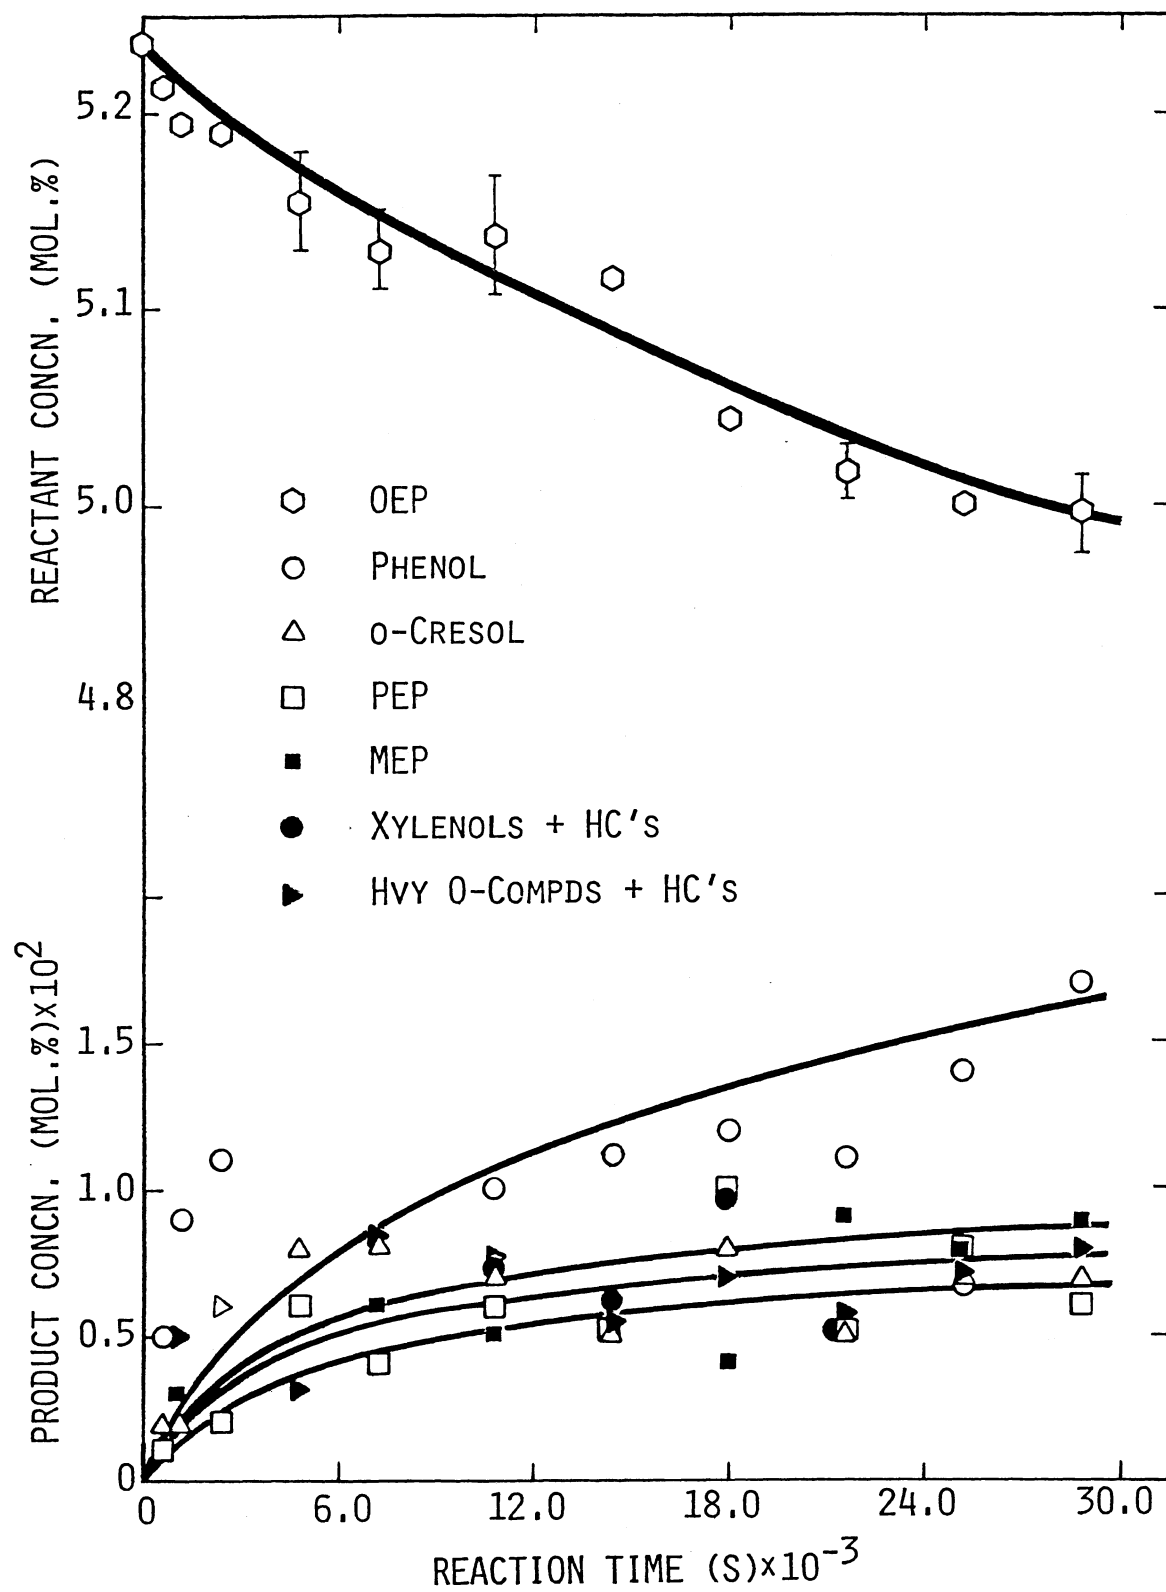 REACTANT CONCN. (MOL.%)
5.2
5.1
5.0
4.8
OEP
PHENOL
O-CRESOL
PEP
MEP
XYLENOLS + HC'S
HVY O-COMPDS + HC'S
PRODUCT CONCN. (MOL.%)x10²
1.5
1.0
0.5
0
0 6.0 12.0 18.0 24.0 30.0
REACTION TIME (S)x10⁻³